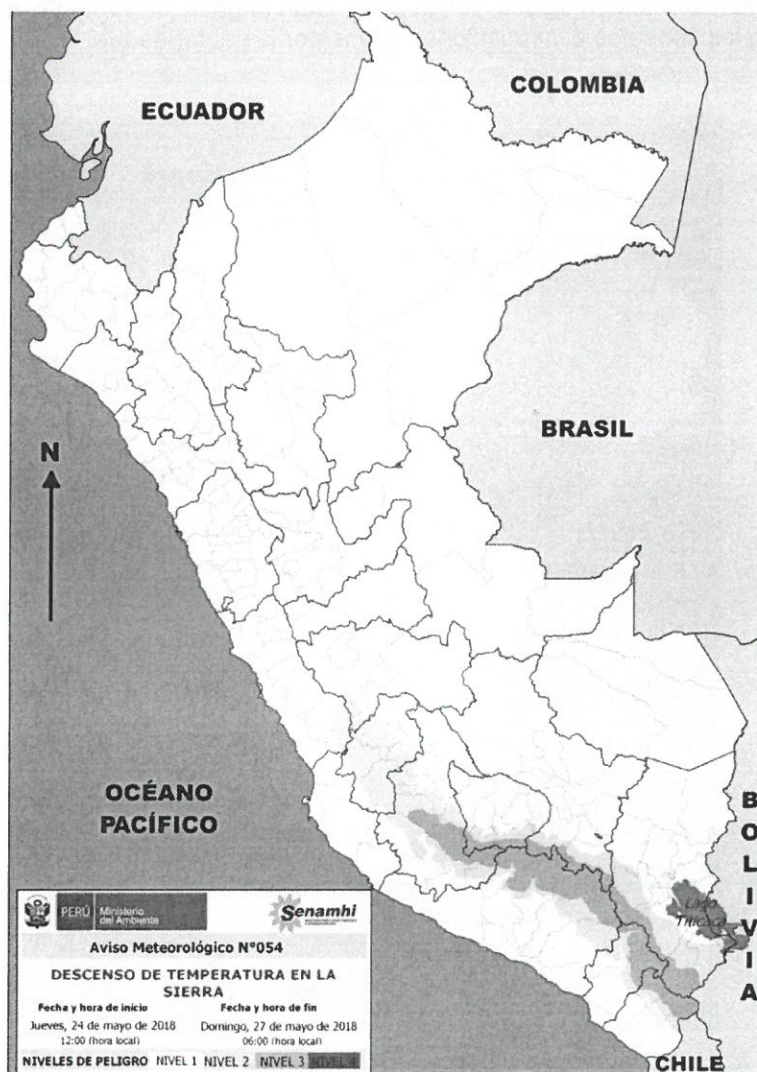 ECUADOR
COLOMBIA
BRASIL
N
OCÉANO
PACÍFICO
BOLIVIA
Lago
Titicaca
PERÚ Ministerio
del Ambiente
Senamhi
Aviso Meteorológico N°054
DESCENSO DE TEMPERATURA EN LA
SIERRA
Fecha y hora de inicio Fecha y hora de fin
Jueves, 24 de mayo de 2018 Domingo, 27 de mayo de 2018
12:00 (hora local) 06:00 (hora local)
NIVELES DE PELIGRO NIVEL 1 NIVEL 2 NIVEL 3 NIVEL 4
CHILE